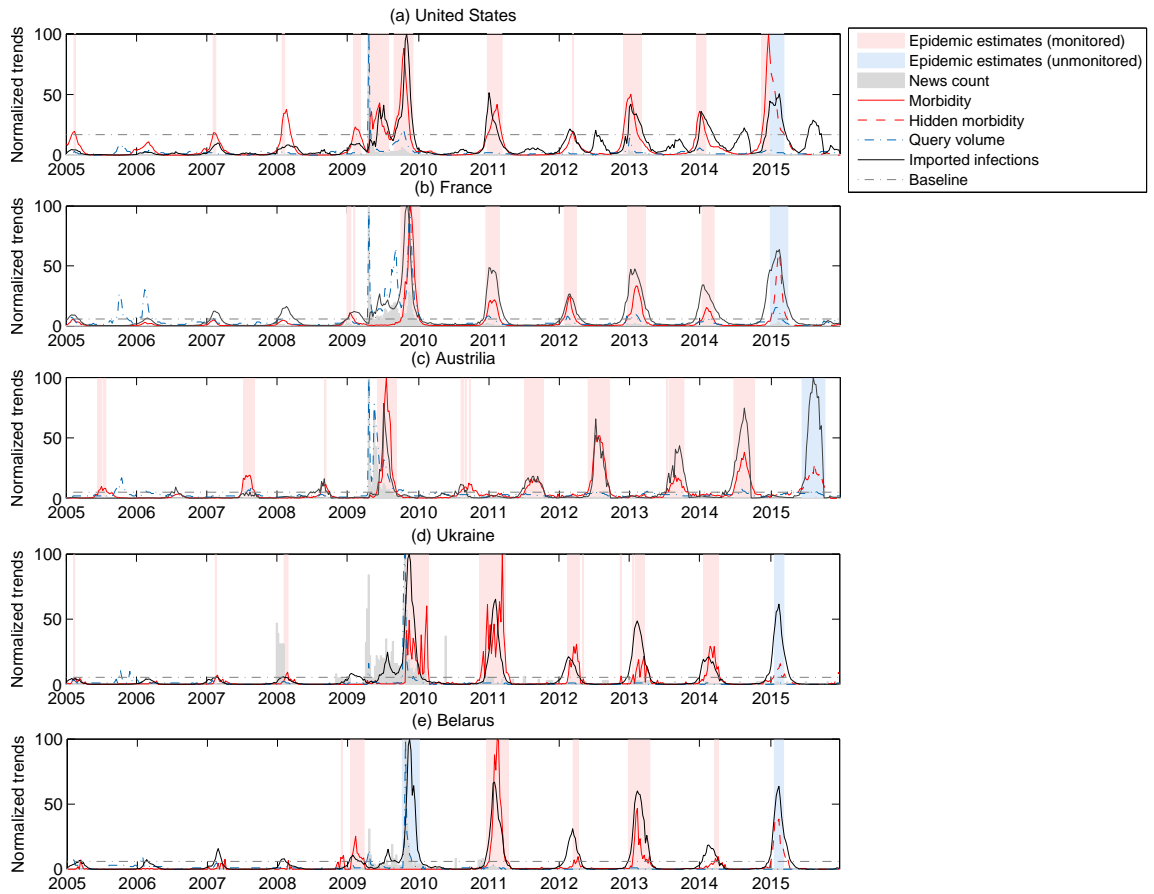 (a) United States
Normalized trends
100
50
0
2005 2006 2007 2008 2009 2010 2011 2012 2013 2014 2015
Epidemic estimates (monitored)
Epidemic estimates (unmonitored)
News count
Morbidity
Hidden morbidity
Query volume
Imported infections
Baseline
(b) France
Normalized trends
100
50
0
2005 2006 2007 2008 2009 2010 2011 2012 2013 2014 2015
(c) Austrilia
Normalized trends
100
50
0
2005 2006 2007 2008 2009 2010 2011 2012 2013 2014 2015
(d) Ukraine
Normalized trends
100
50
0
2005 2006 2007 2008 2009 2010 2011 2012 2013 2014 2015
(e) Belarus
Normalized trends
100
50
0
2005 2006 2007 2008 2009 2010 2011 2012 2013 2014 2015